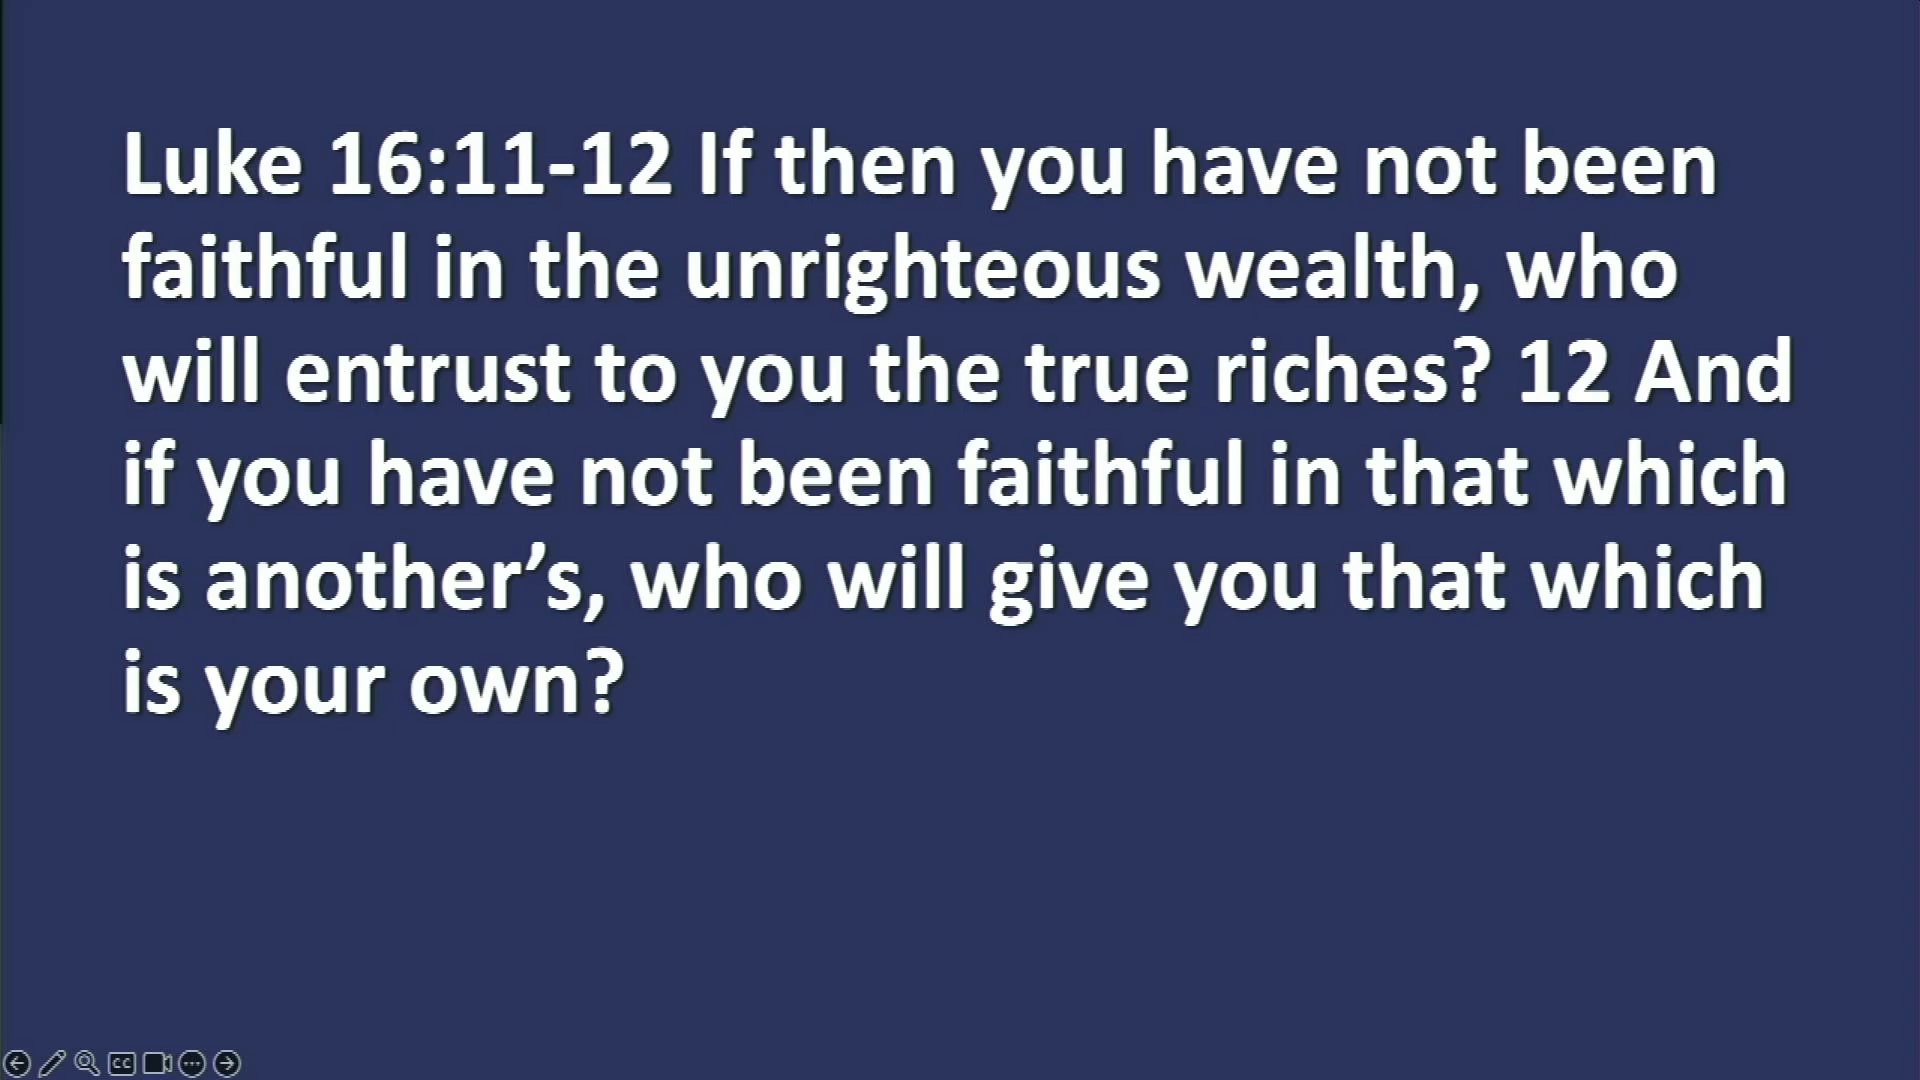 Luke 16:11-12 If then you have not been
faithful in the unrighteous wealth, who
will entrust to you the true riches? 12 And
if you have not been faithful in that which
is another’s, who will give you that which
is your own?
CC